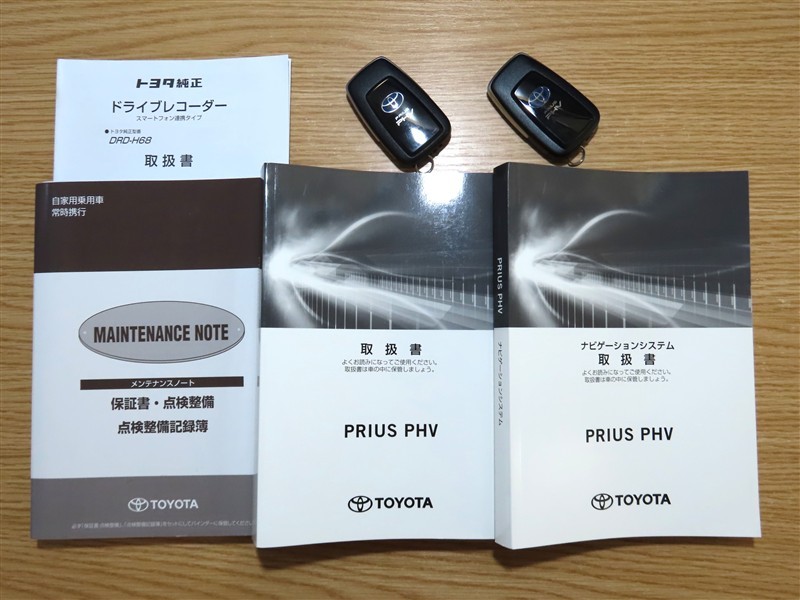 トヨタ純正
ドライブレコーダー
スマートフォン連携タイプ
●トヨタ純正型番
DRD-H68
取扱書
自家用乗用車
常時携行
MAINTENANCE NOTE
メンテナンスノート
保証書・点検整備
点検整備記録簿
TOYOTA
取扱書
よくお読みになってご使用ください。
取扱書は車の中に保管しましょう。
PRIUS PHV
TOYOTA
PRIUS PHV ナビゲーションシステム
ナビゲーションシステム
取扱書
よくお読みになってご使用ください。
取扱書は車の中に保管しましょう。
PRIUS PHV
TOYOTA